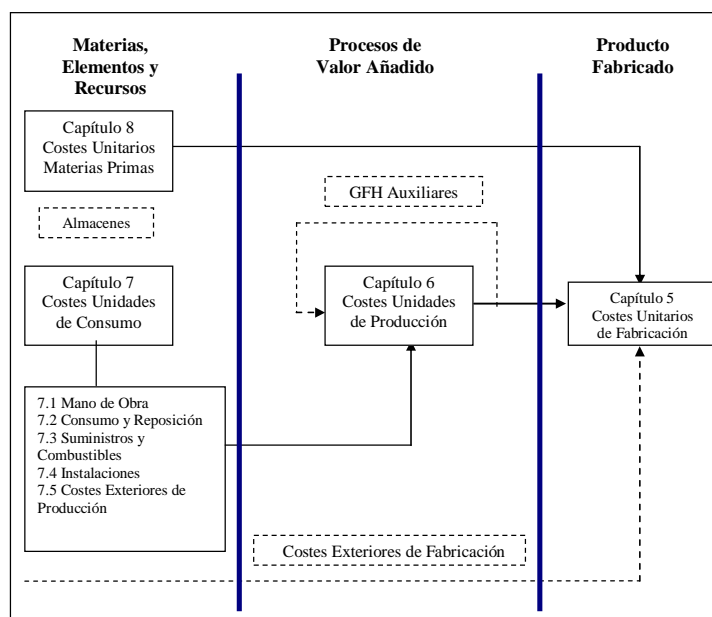 Materias,
Elementos y
Recursos
Procesos de
Valor Añadido
Producto
Fabricado
Capítulo 8
Costes Unitarios
Materias Primas
GFH Auxiliares
Almacenes
Capítulo 7
Costes Unidades
de Consumo
Capítulo 6
Costes Unidades
de Producción
Capítulo 5
Costes Unitarios
de Fabricación
7.1 Mano de Obra
7.2 Consumo y Reposición
7.3 Suministros y
Combustibles
7.4 Instalaciones
7.5 Costes Exteriores de
Producción
Costes Exteriores de Fabricación